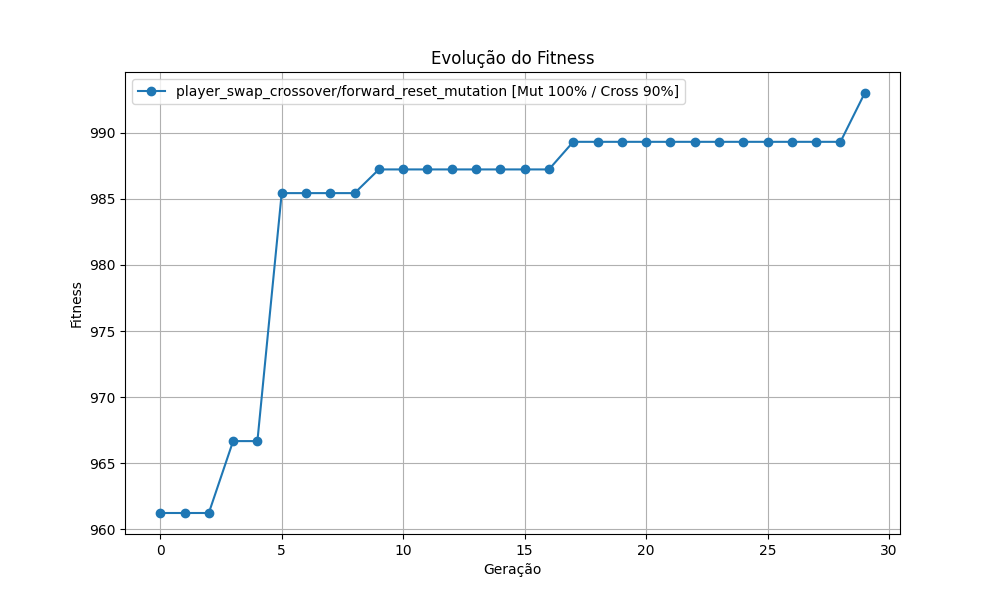 Evolução do Fitness
player_swap_crossover/forward_reset_mutation [Mut 100% / Cross 90%]
Fitness
990
985
980
975
970
965
960
0 5 10 15 20 25 30
Geração